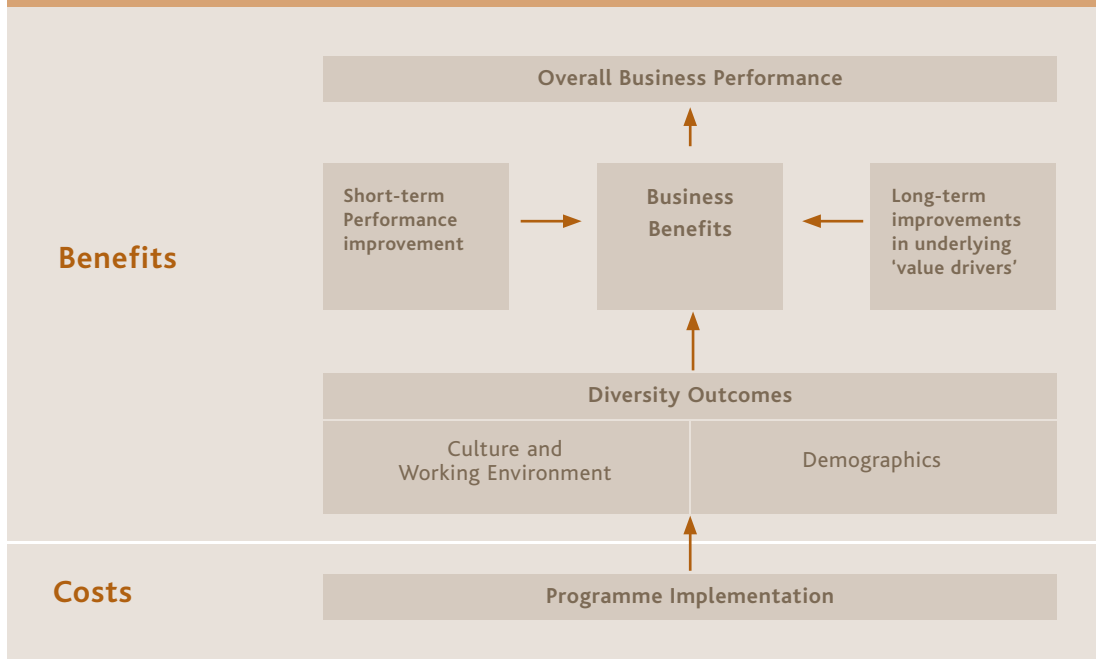 Overall Business Performance
Benefits
Short-term
Performance
improvement
Business
Benefits
Long-term
improvements
in underlying
'value drivers’
Diversity Outcomes
Culture and
Working Environment
Demographics
Costs
Programme Implementation